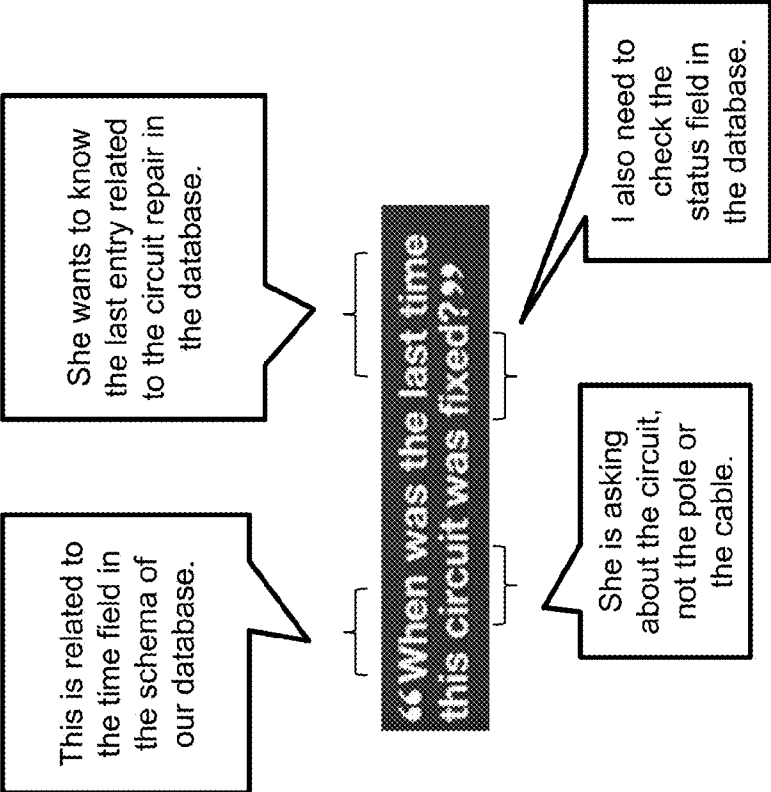 This is related to
the time field in
the schema of
our database.
She wants to know
the last entry related
to the circuit repair in
the database.
“When was the last time
this circuit was fixed?”
She is asking
about the circuit,
not the pole or
the cable.
I also need to
check the
status field in
the database.